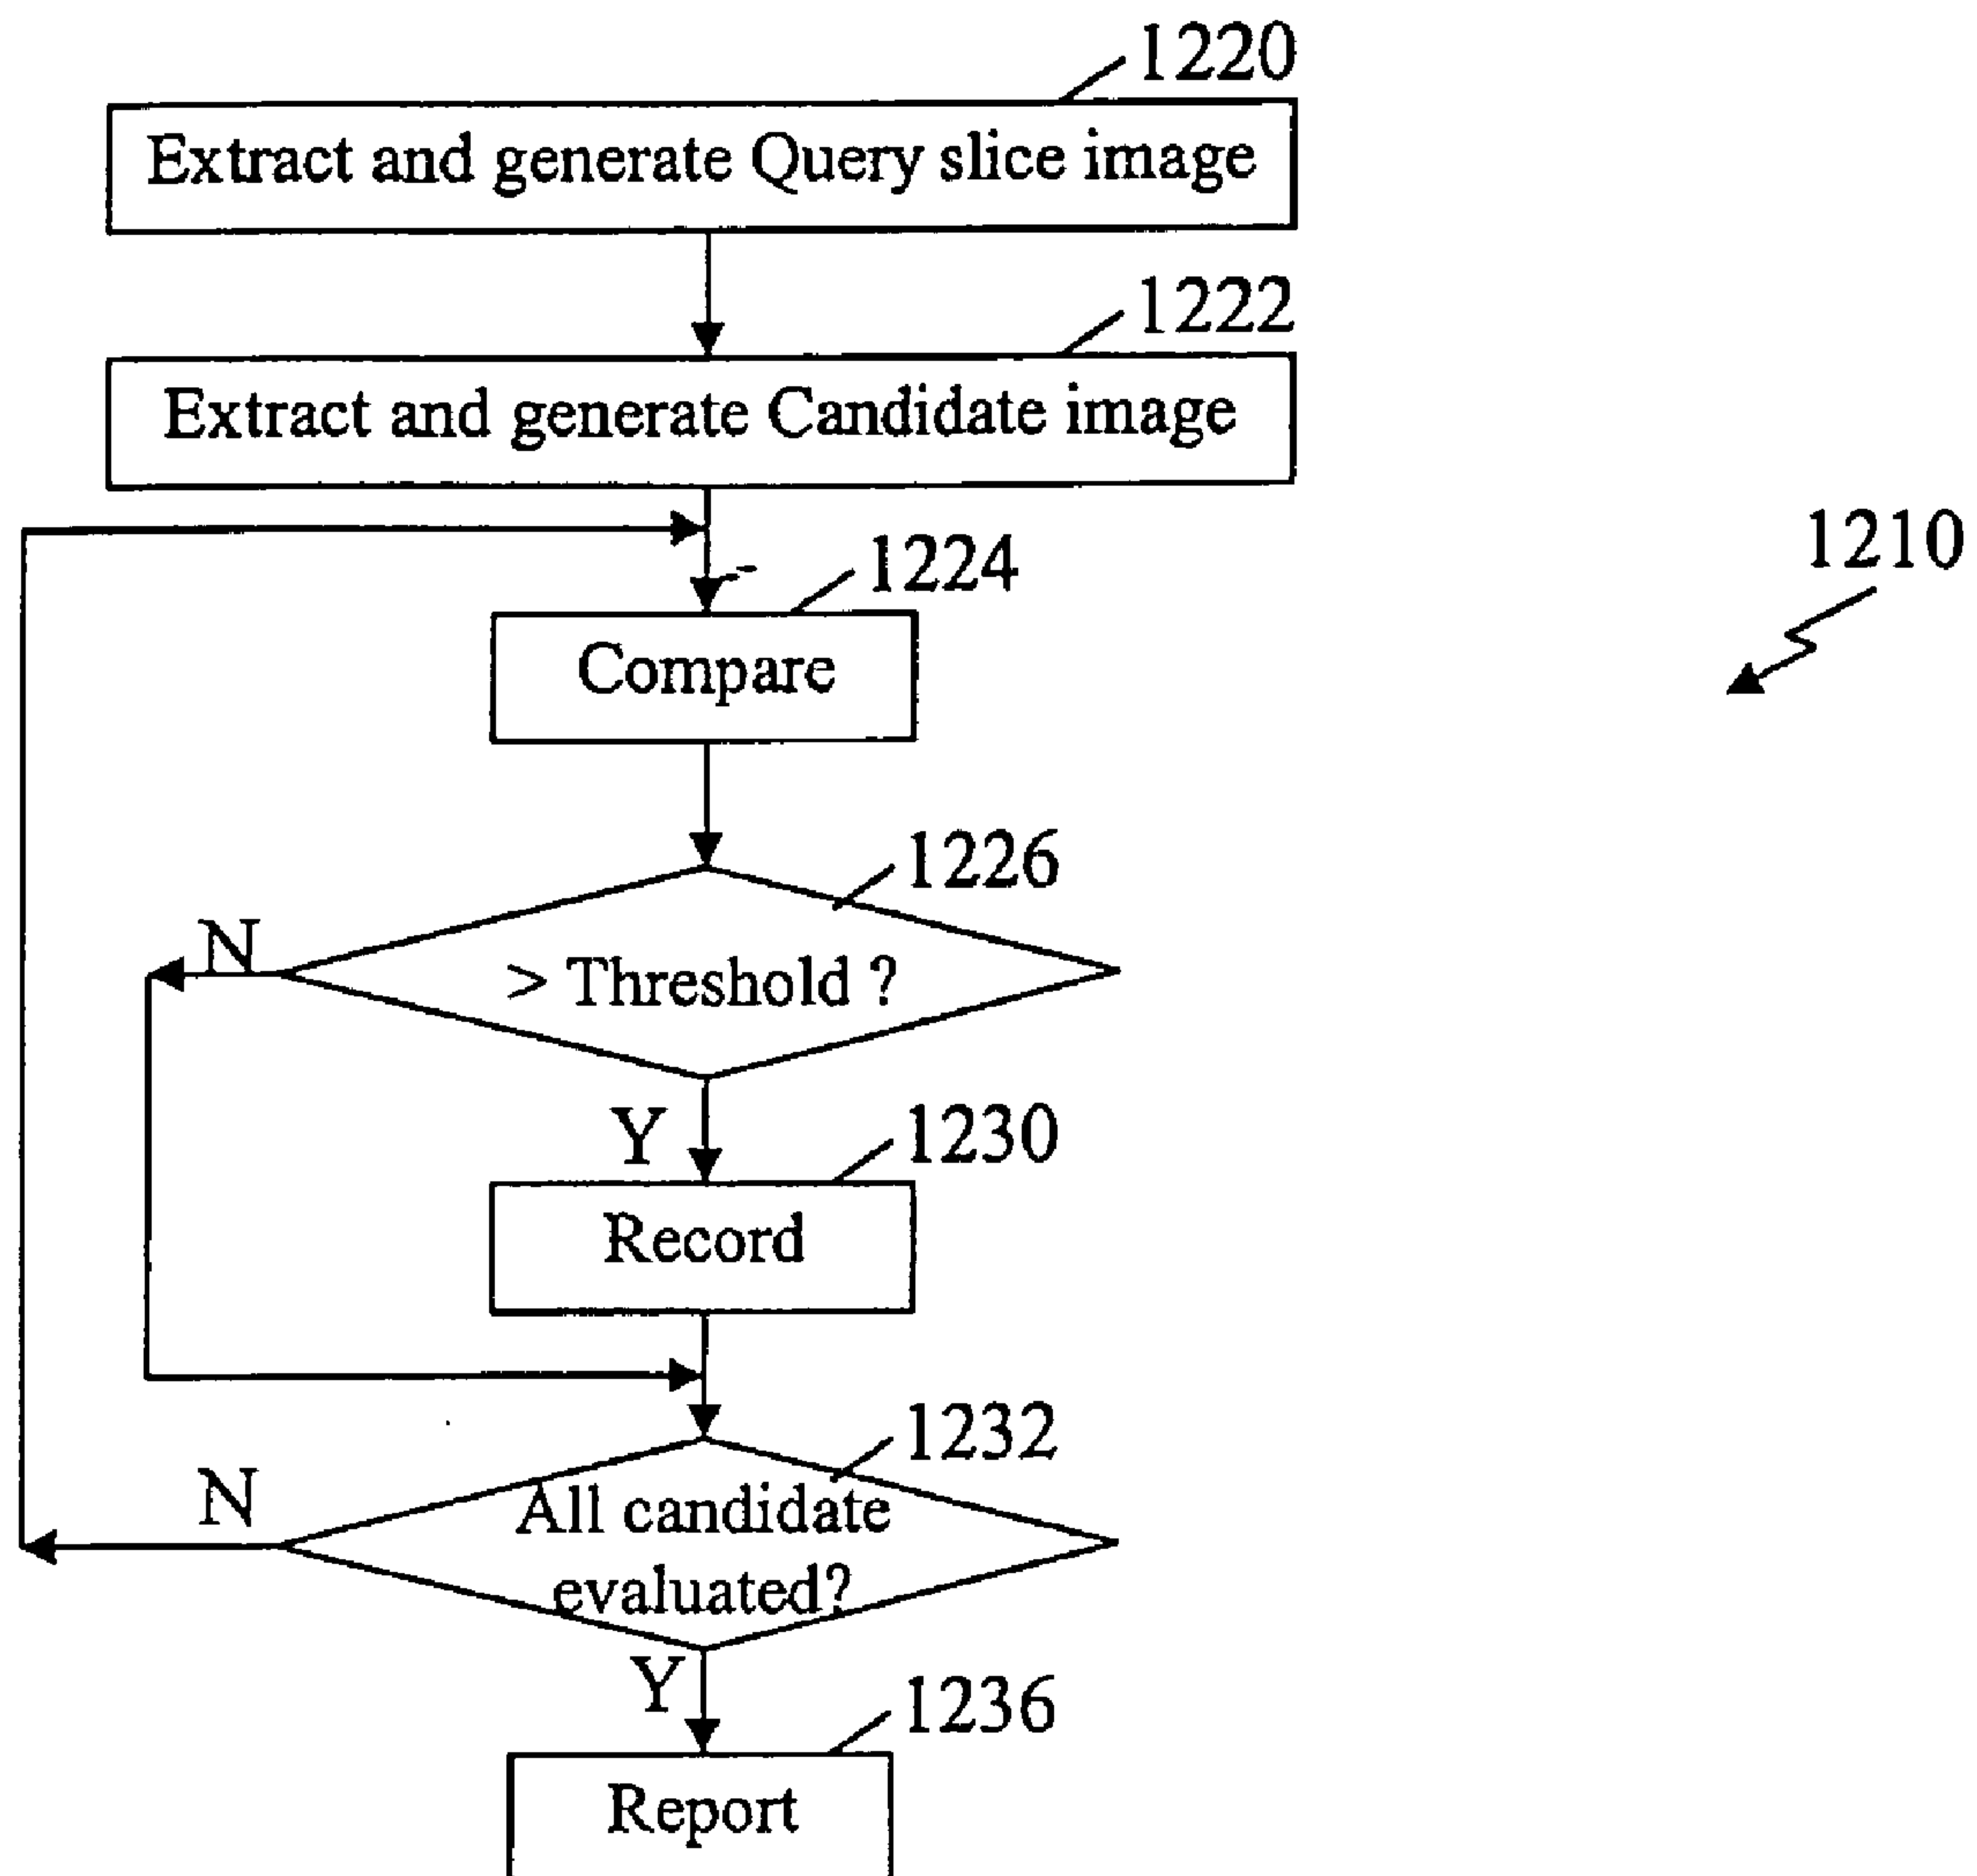 1220
Extract and generate Query slice image
1222
Extract and generate Candidate image
1210
1224
Compare
1226
N
> Threshold ?
Y
1230
Record
1232
N
All candidate
evaluated?
Y
1236
Report